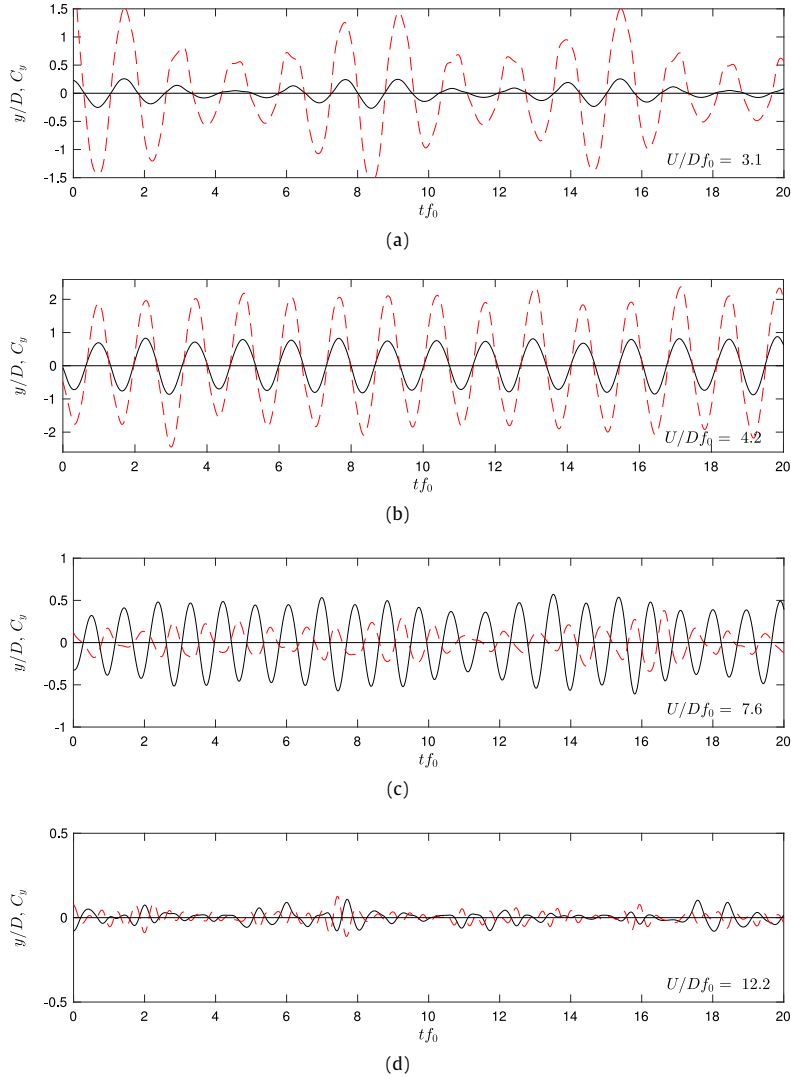 1.5
1
0.5
0
-0.5
-1
-1.5
y/D, C_y
0 2 4 6 8 10 12 14 16 18 20
U/Df_0 = 3.1
tf_0
(a)
2
1
0
-1
-2
y/D, C_y
0 2 4 6 8 10 12 14 16 18 20
U/Df_0 = 4.2
tf_0
(b)
1
0.5
0
-0.5
-1
y/D, C_y
0 2 4 6 8 10 12 14 16 18 20
U/Df_0 = 7.6
tf_0
(c)
0.5
0
-0.5
y/D, C_y
0 2 4 6 8 10 12 14 16 18 20
U/Df_0 = 12.2
tf_0
(d)